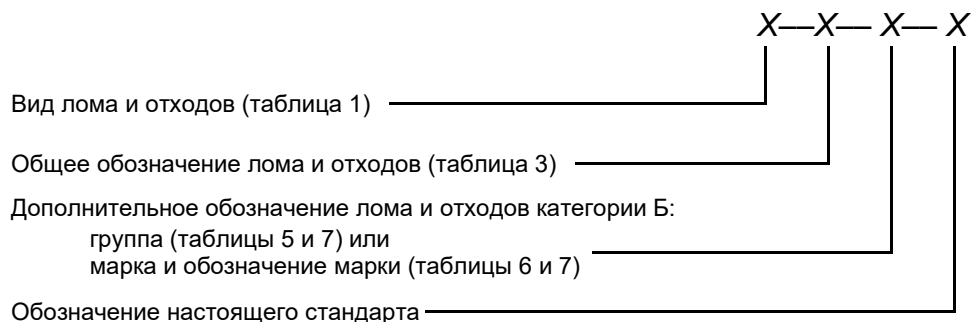 X—X— X— X
Вид лома и отходов (таблица 1)
Общее обозначение лома и отходов (таблица 3)
Дополнительное обозначение лома и отходов категории Б:
группа (таблицы 5 и 7) или
марка и обозначение марки (таблицы 6 и 7)
Обозначение настоящего стандарта